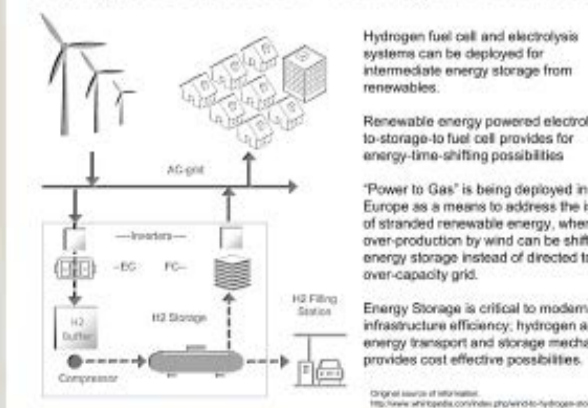 AC-grid
Inverters
EC
FC
H2
Buffer
H2 Storage
H2 Filling
Station
Compressor
Hydrogen fuel cell and electrolysis
systems can be deployed for
intermediate energy storage from
renewables.
Renewable energy powered electrol
to-storage-to fuel cell provides for
energy-time-shifting possibilities
"Power to Gas" is being deployed in
Europe as a means to address the is
of stranded renewable energy, wher
over-production by wind can be shift
energy storage instead of directed to
over-capacity grid.
Energy Storage is critical to modern
infrastructure efficiency; hydrogen a
energy transport and storage mecha
provides cost effective possibilities.
Original source of information: